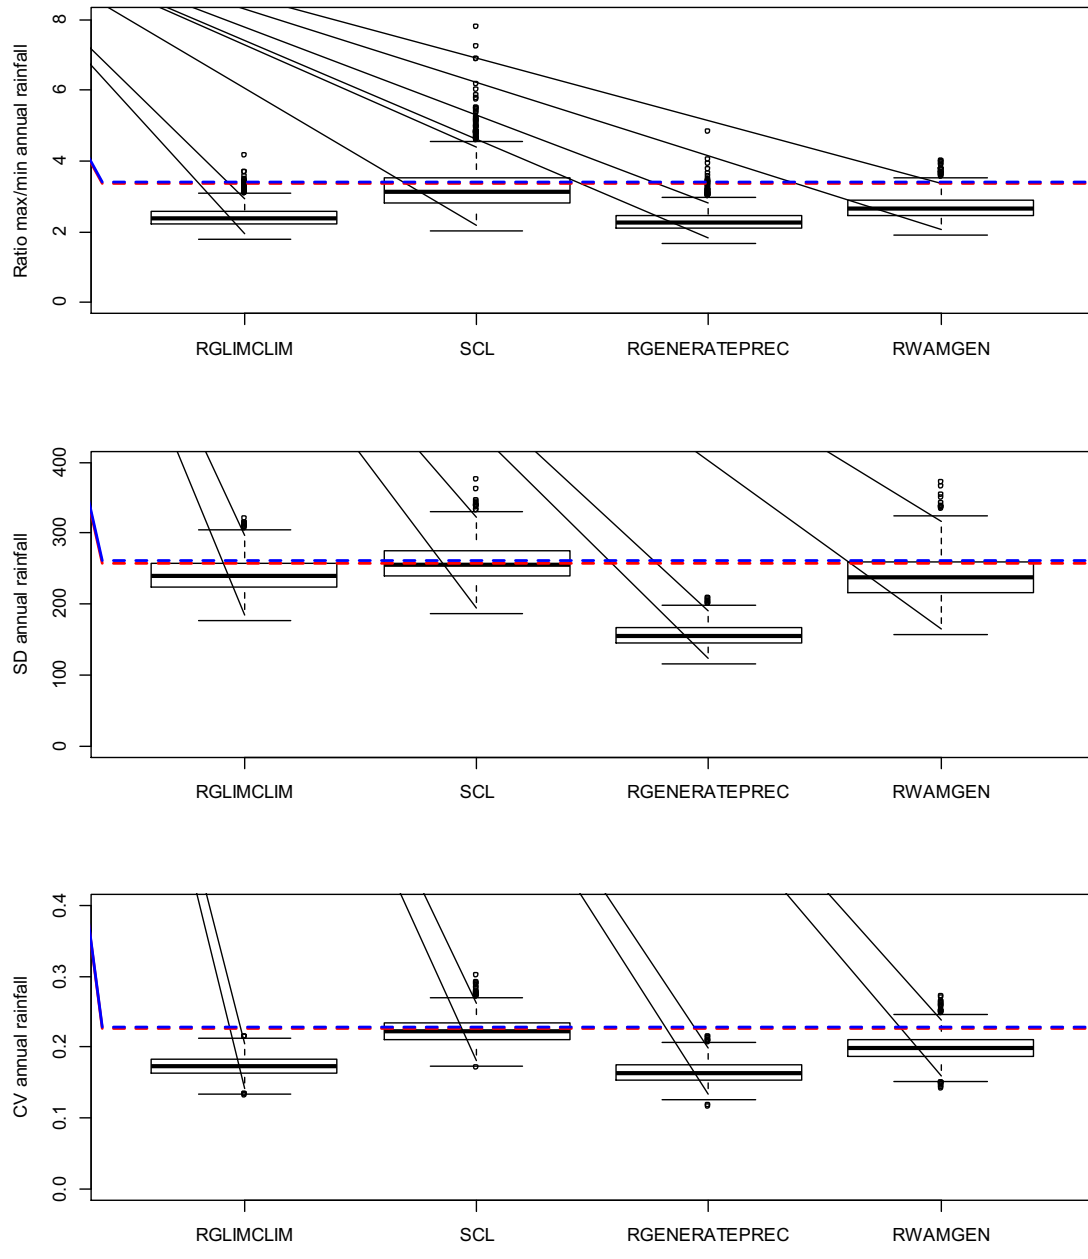 Ratio max/min annual rainfall
8
6
4
2
0
RGLIMCLIM SCL RGENERATEPREC RWAMGEN
SD annual rainfall
400
300
200
100
0
RGLIMCLIM SCL RGENERATEPREC RWAMGEN
CV annual rainfall
0.4
0.3
0.2
0.1
0.0
RGLIMCLIM SCL RGENERATEPREC RWAMGEN